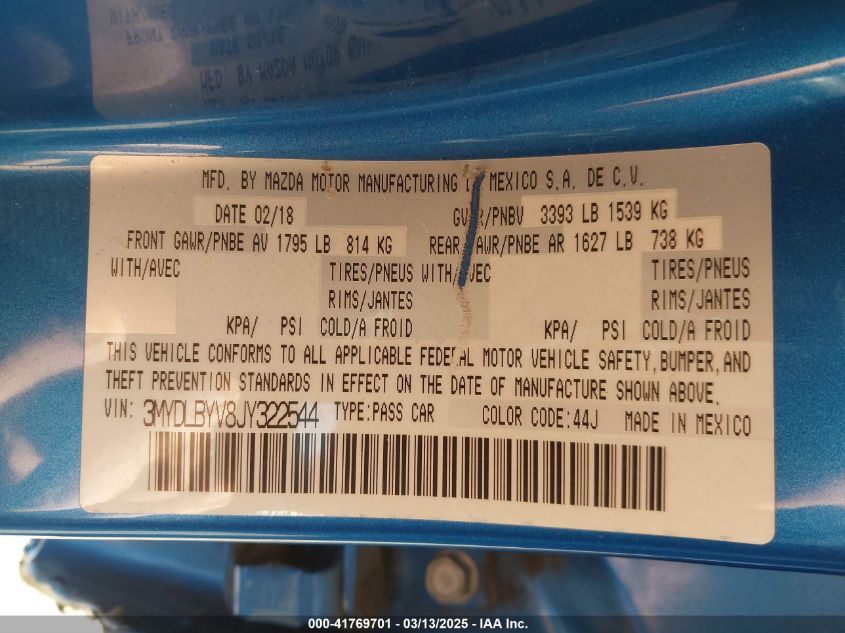 MFD. BY MAZDA MOTOR MANUFACTURING DE MEXICO S.A. DE C.V.
DATE 02/18 GVWR/PNBV 3393 LB 1539 KG
FRONT GAWR/PNBE AV 1795 LB 814 KG REAR GAWR/PNBE AR 1627 LB 738 KG
WITH/AVEC TIRES/PNEUS WITH/AVEC TIRES/PNEUS
RIMS/JANTES RIMS/JANTES
KPA/ PSI COLD/A FROID KPA/ PSI COLD/A FROID
THIS VEHICLE CONFORMS TO ALL APPLICABLE FEDERAL MOTOR VEHICLE SAFETY, BUMPER, AND
THEFT PREVENTION STANDARDS IN EFFECT ON THE DATE OF MANUFACTURE SHOWN ABOVE.
VIN: 3MYDLBYV8JY322544 TYPE: PASS CAR COLOR CODE: 44J MADE IN MEXICO
000-41769701 - 03/13/2025 - IAA Inc.